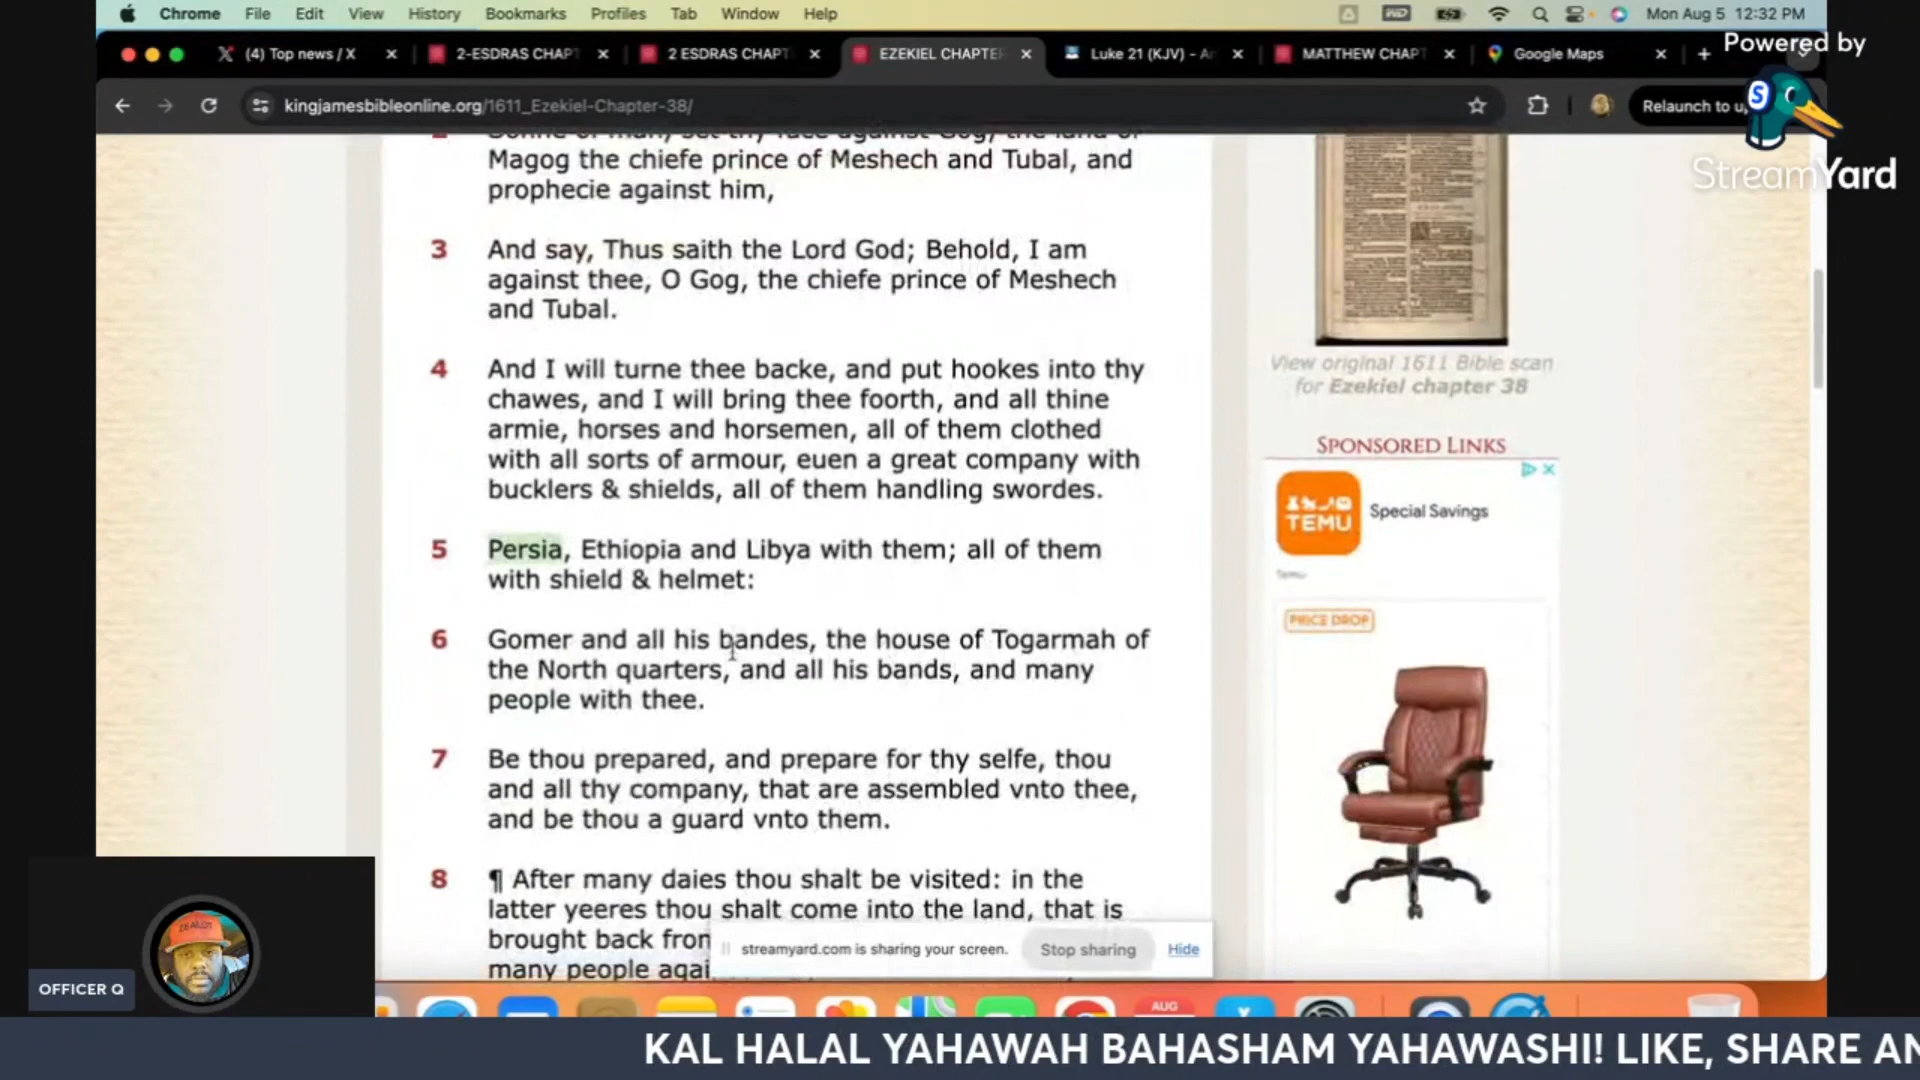 Chrome File Edit View History Bookmarks Profiles Tab Window Help
Mon Aug 5 12:32 PM
(4) Top news / X
2-ESDRAS CHAPT
2 ESDRAS CHAPT
EZEKIEL CHAPTER
Luke 21 (KJV) - A
MATTHEW CHAP
Google Maps
Powered by
StreamYard
kingjamesbibleonline.org/1611_Ezekiel-Chapter-38/
Relaunch to u
Magog the chiefe prince of Meshech and Tubal, and
prophecie against him,
3 And say, Thus saith the Lord God; Behold, I am
against thee, O Gog, the chiefe prince of Meshech
and Tubal.
4 And I will turne thee backe, and put hookes into thy
chawes, and I will bring thee foorth, and all thine
armie, horses and horsemen, all of them clothed
with all sorts of armour, euen a great company with
bucklers & shields, all of them handling swordes.
5 Persia, Ethiopia and Libya with them; all of them
with shield & helmet:
6 Gomer and all his bandes, the house of Togarmah of
the North quarters, and all his bands, and many
people with thee.
7 Be thou prepared, and prepare for thy selfe, thou
and all thy company, that are assembled vnto thee,
and be thou a guard vnto them.
8 ¶ After many daies thou shalt be visited: in the
latter yeeres thou shalt come into the land, that is
brought back from
many people agai
View original 1611 Bible scan
for Ezekiel chapter 38
SPONSORED LINKS
TEMU
Special Savings
Temu
PRICE DROP
streamyard.com is sharing your screen.
Stop sharing
Hide
ZEALOT
OFFICER Q
AUG
KAL HALAL YAHAWAH BAHASHAM YAHAWASHI! LIKE, SHARE AN